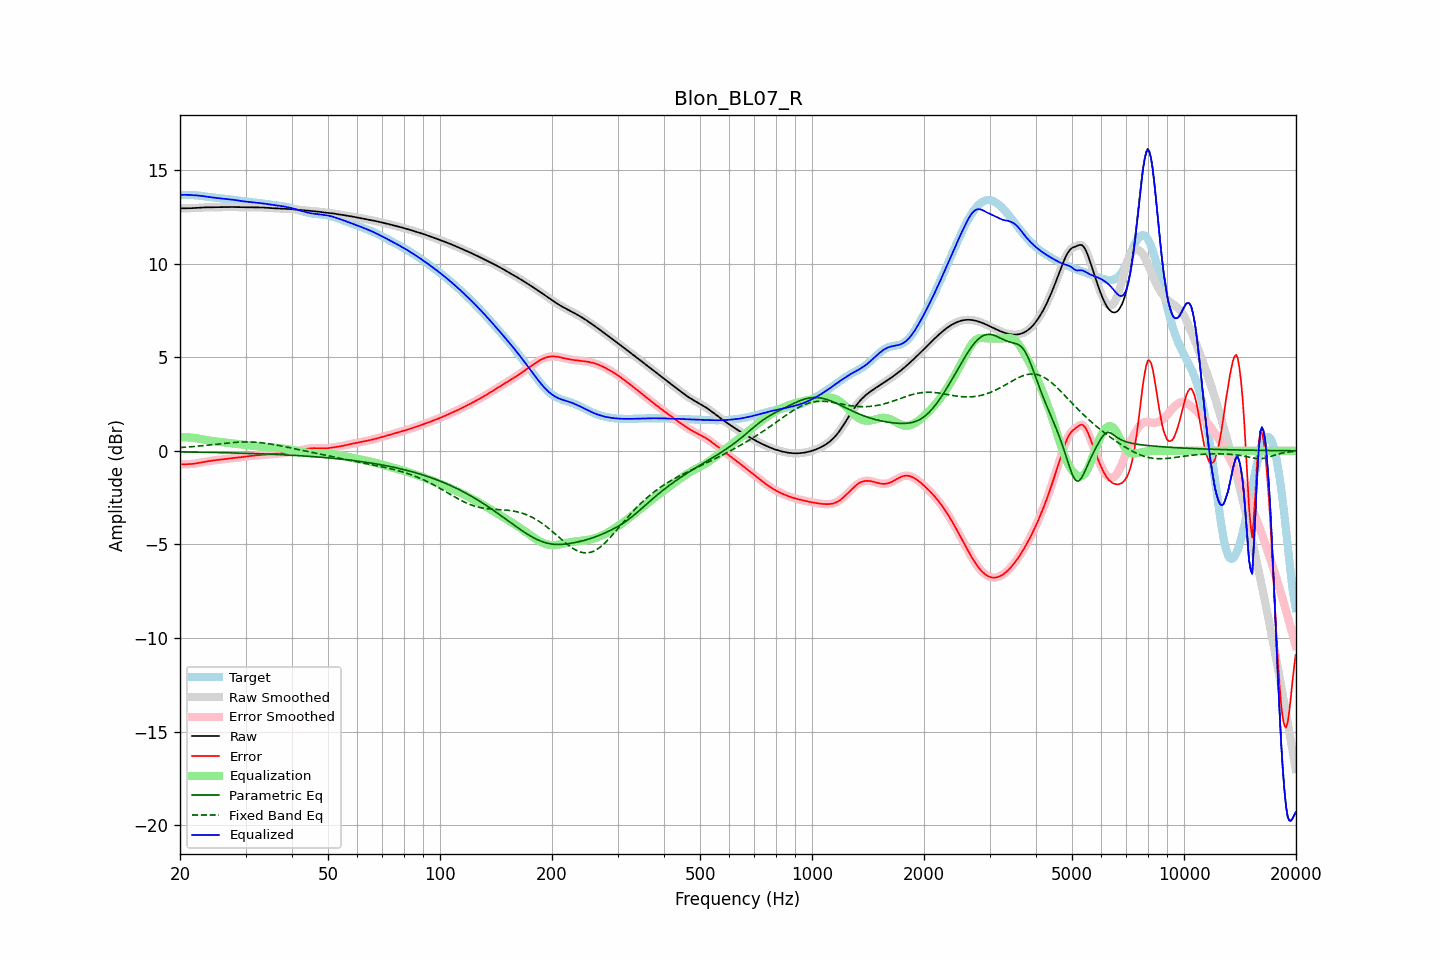 Blon_BL07_R
Amplitude (dBr)
15
10
5
0
−5
−10
−15
−20
Target
Raw Smoothed
Error Smoothed
Raw
Error
Equalization
Parametric Eq
Fixed Band Eq
Equalized
20 50 100 200 500 1000 2000 5000 10000 20000
Frequency (Hz)